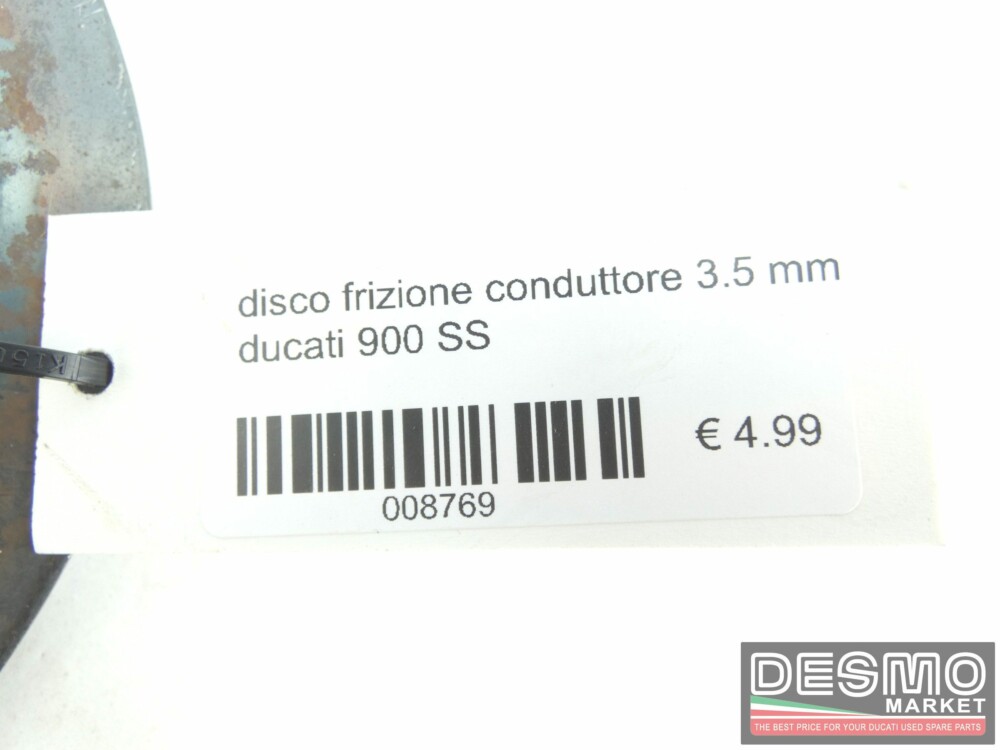 disco frizione conduttore 3.5 mm
ducati 900 SS
€ 4.99
008769
DESMO
MARKET
THE BEST PRICE FOR YOUR DUCATI USED SPARE PARTS